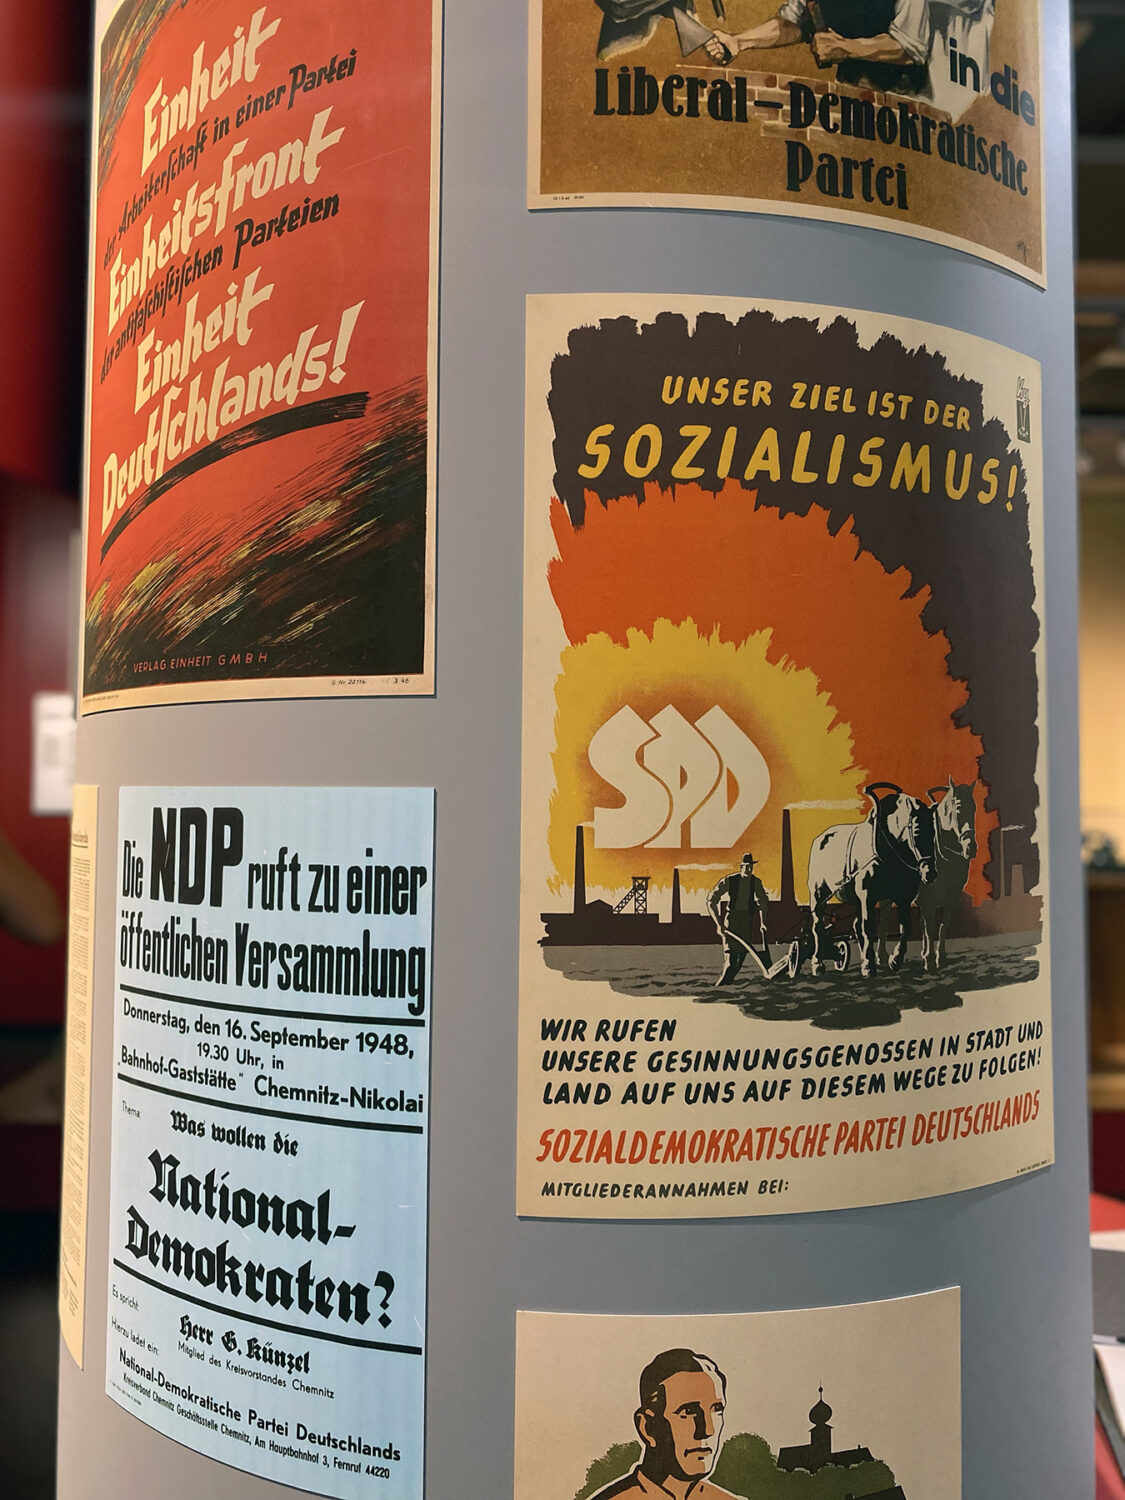 Einheit
der Arbeiterschaft in einer Partei
Einheitsfront
der antifaschistischen Parteien
Einheit
Deutschlands!
VERLAG EINHEIT GMBH
G-Nr. 22114 3. 46
in die
Liberal-Demokratische
Partei
UNSER ZIEL IST DER
SOZIALISMUS!
SPD
WIR RUFEN
UNSERE GESINNUNGSGENOSSEN IN STADT UND
LAND AUF UNS AUF DIESEM WEGE ZU FOLGEN!
SOZIALDEMOKRATISCHE PARTEI DEUTSCHLANDS
MITGLIEDERANNAHMEN BEI:
Die NDP ruft zu einer
öffentlichen Versammlung
Donnerstag, den 16. September 1948,
19.30 Uhr, in
„Bahnhof-Gaststätte" Chemnitz-Nikolai
Thema:
Was wollen die
National-
Demokraten?
Es spricht:
Herr G. Künzel
Mitglied des Kreisvorstandes Chemnitz
Hierzu ladet ein:
National-Demokratische Partei Deutschlands
Kreisverband Chemnitz Geschäftsstelle Chemnitz, Am Hauptbahnhof 3, Fernruf 44220